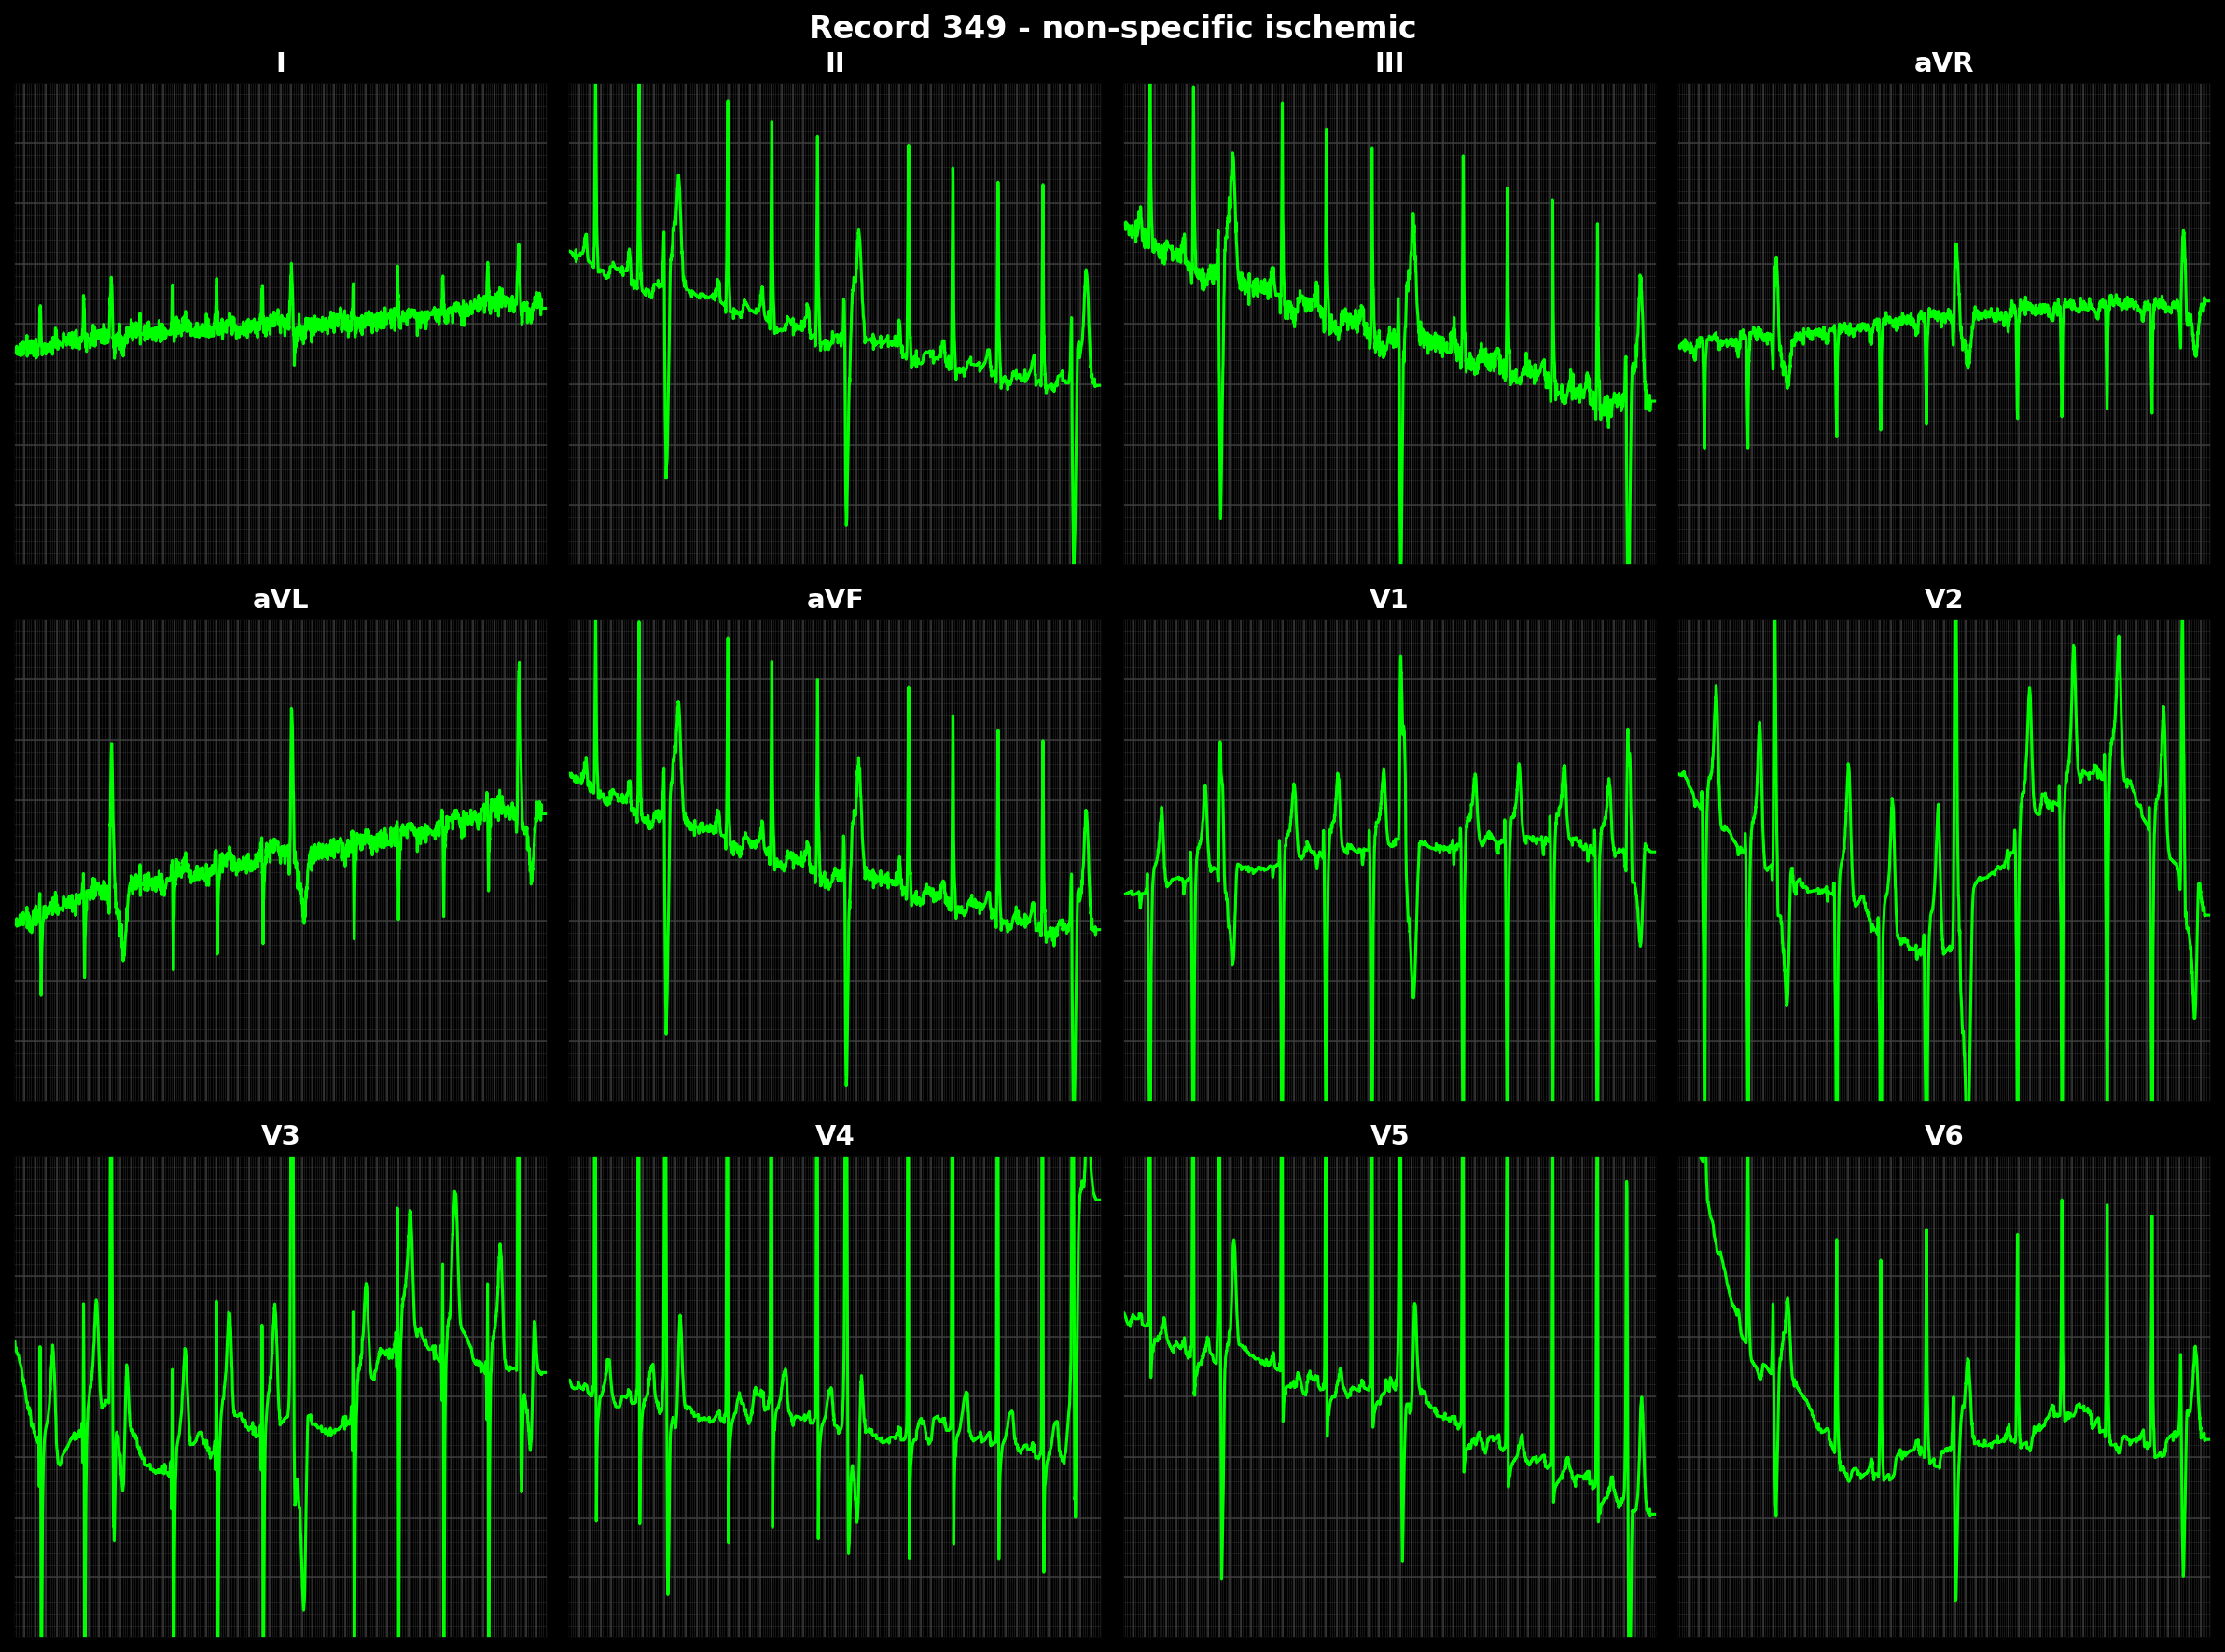 Record 349 - non-specific ischemic
I
II
III
aVR
aVL
aVF
V1
V2
V3
V4
V5
V6